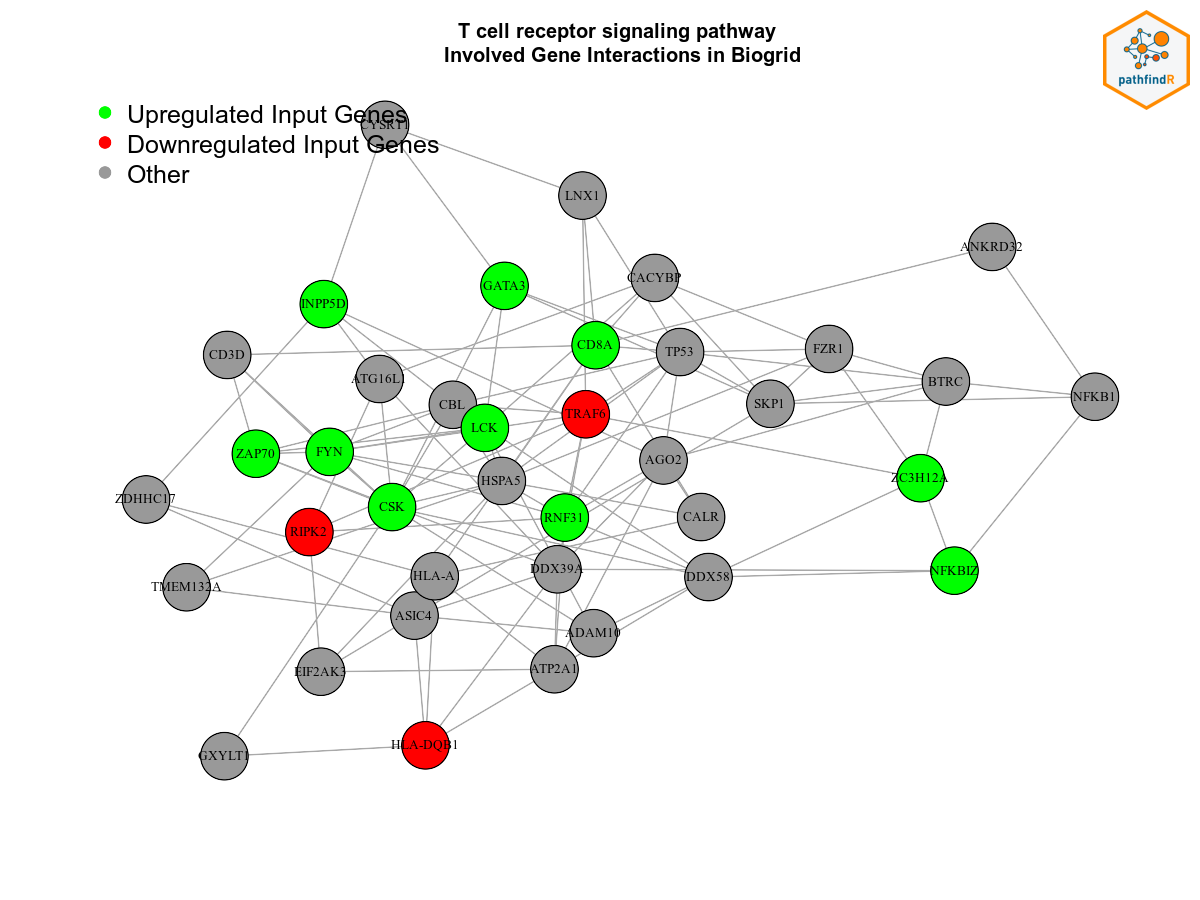 T cell receptor signaling pathway
Involved Gene Interactions in Biogrid
pathfindR
Upregulated Input Genes
Downregulated Input Genes
Other
LNX1
ANKRD32
CACYBP
GATA3
INPP5D
CD8A
TP53
FZR1
CD3D
ATG16L1
BTRC
NFKB1
CBL
SKP1
TRAF6
LCK
FYN
ZAP70
AGO2
HSPA5
ZC3H12A
ZDHHC17
CSK
RNF31
CALR
RIPK2
DDX39A
NFKBIZ
HLA-A
DDX58
TMEM132A
ASIC4
ADAM10
ATP2A1
EIF2AK3
HLA-DQB1
GXYLT1